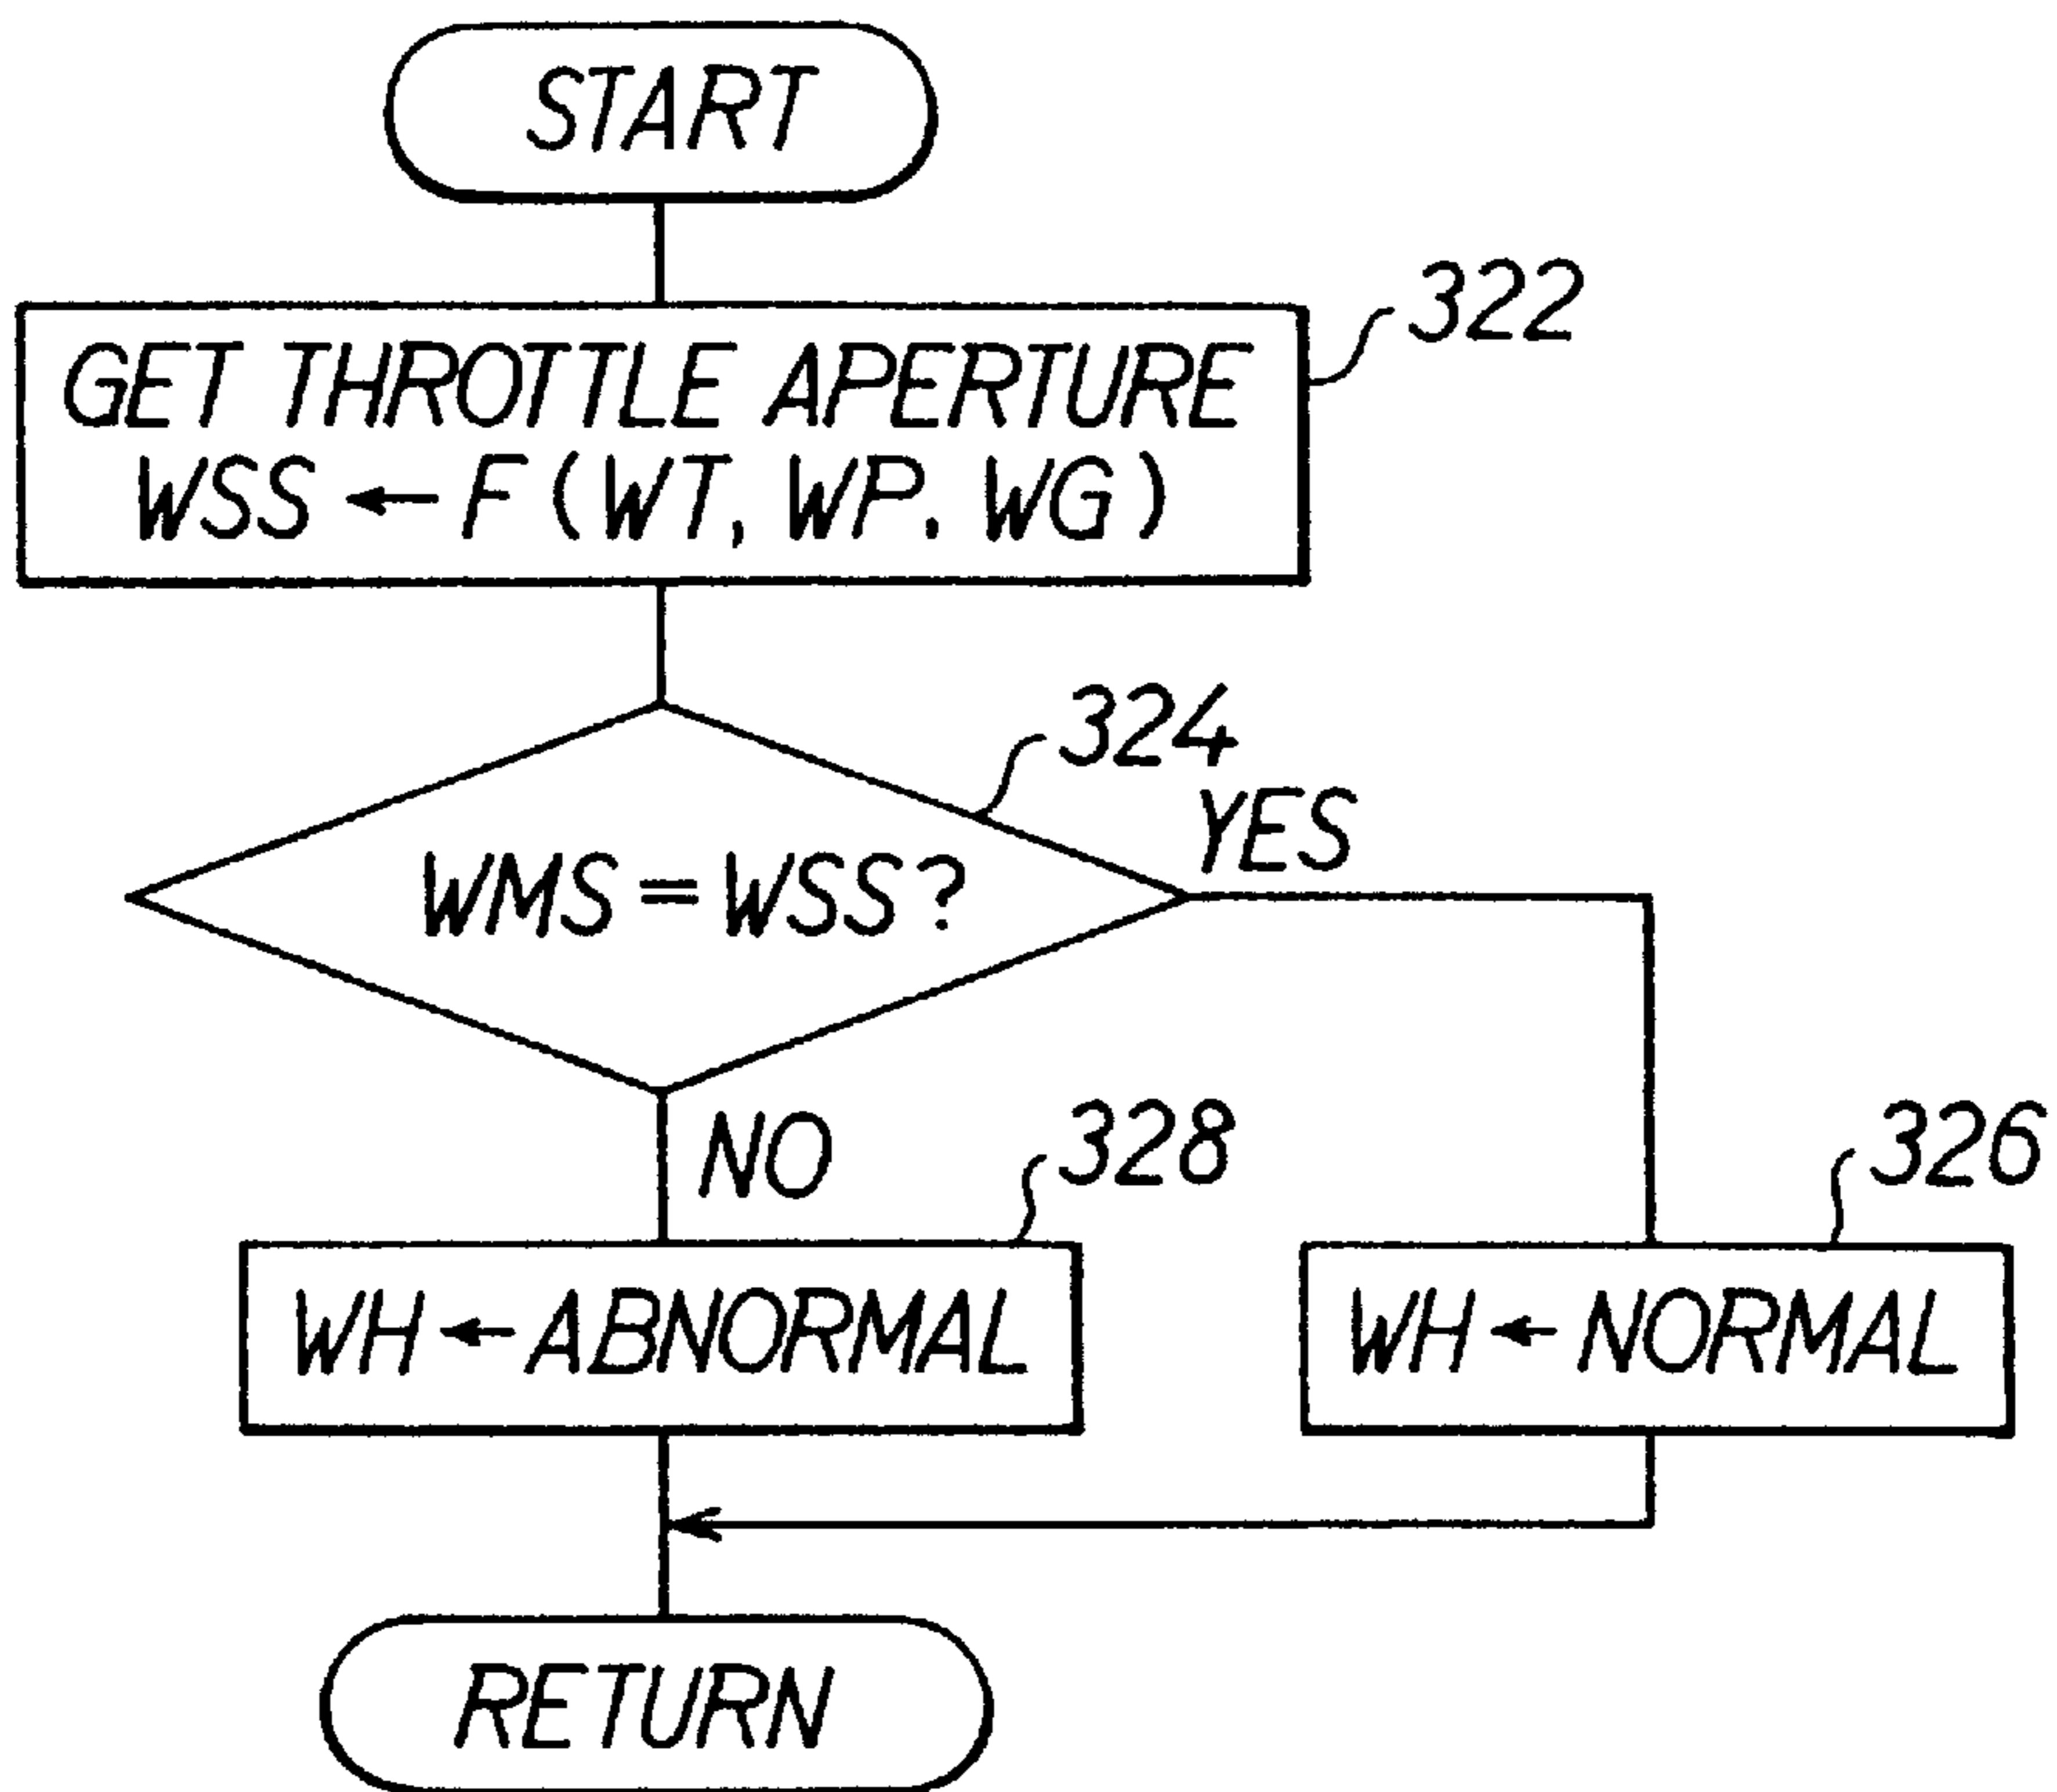 START
322
GET THROTTLE APERTURE
WSS ← F (WT, WP. WG)
324
YES
WMS = WSS?
NO
328
326
WH ← ABNORMAL
WH ← NORMAL
RETURN